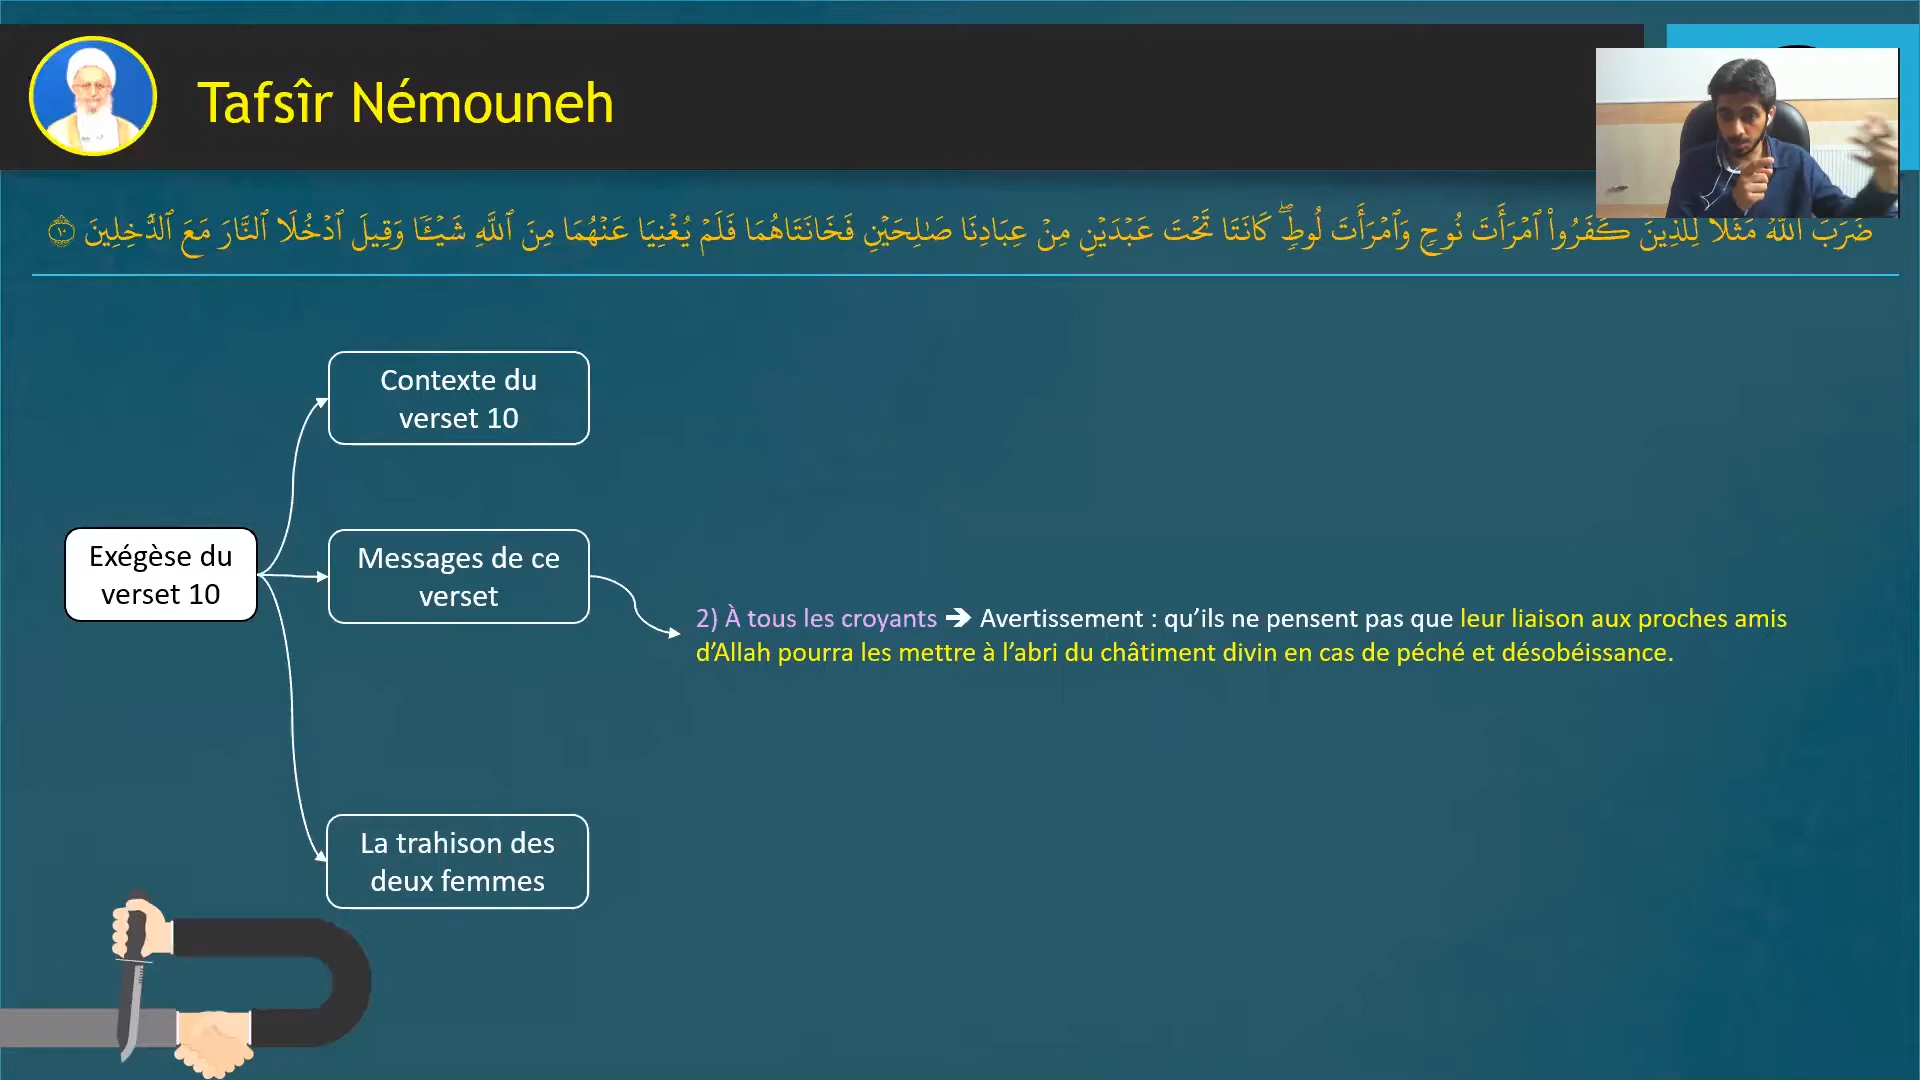 Tafsîr Némouneh
ضَرَبَ ٱللَّهُ مَثَلًا لِّلَّذِينَ كَفَرُوا۟ ٱمْرَأَتَ نُوحٍ وَٱمْرَأَتَ لُوطٍ ۖ كَانَتَا تَحْتَ عَبْدَيْنِ مِنْ عِبَادِنَا صَٰلِحَيْنِ فَخَانَتَاهُمَا فَلَمْ يُغْنِيَا عَنْهُمَا مِنَ ٱللَّهِ شَيْـًٔا وَقِيلَ ٱدْخُلَا ٱلنَّارَ مَعَ ٱلدَّٰخِلِينَ ١٠
Contexte du
verset 10
Exégèse du
verset 10
Messages de ce
verset
2) À tous les croyants ➔ Avertissement : qu’ils ne pensent pas que leur liaison aux proches amis
d’Allah pourra les mettre à l’abri du châtiment divin en cas de péché et désobéissance.
La trahison des
deux femmes